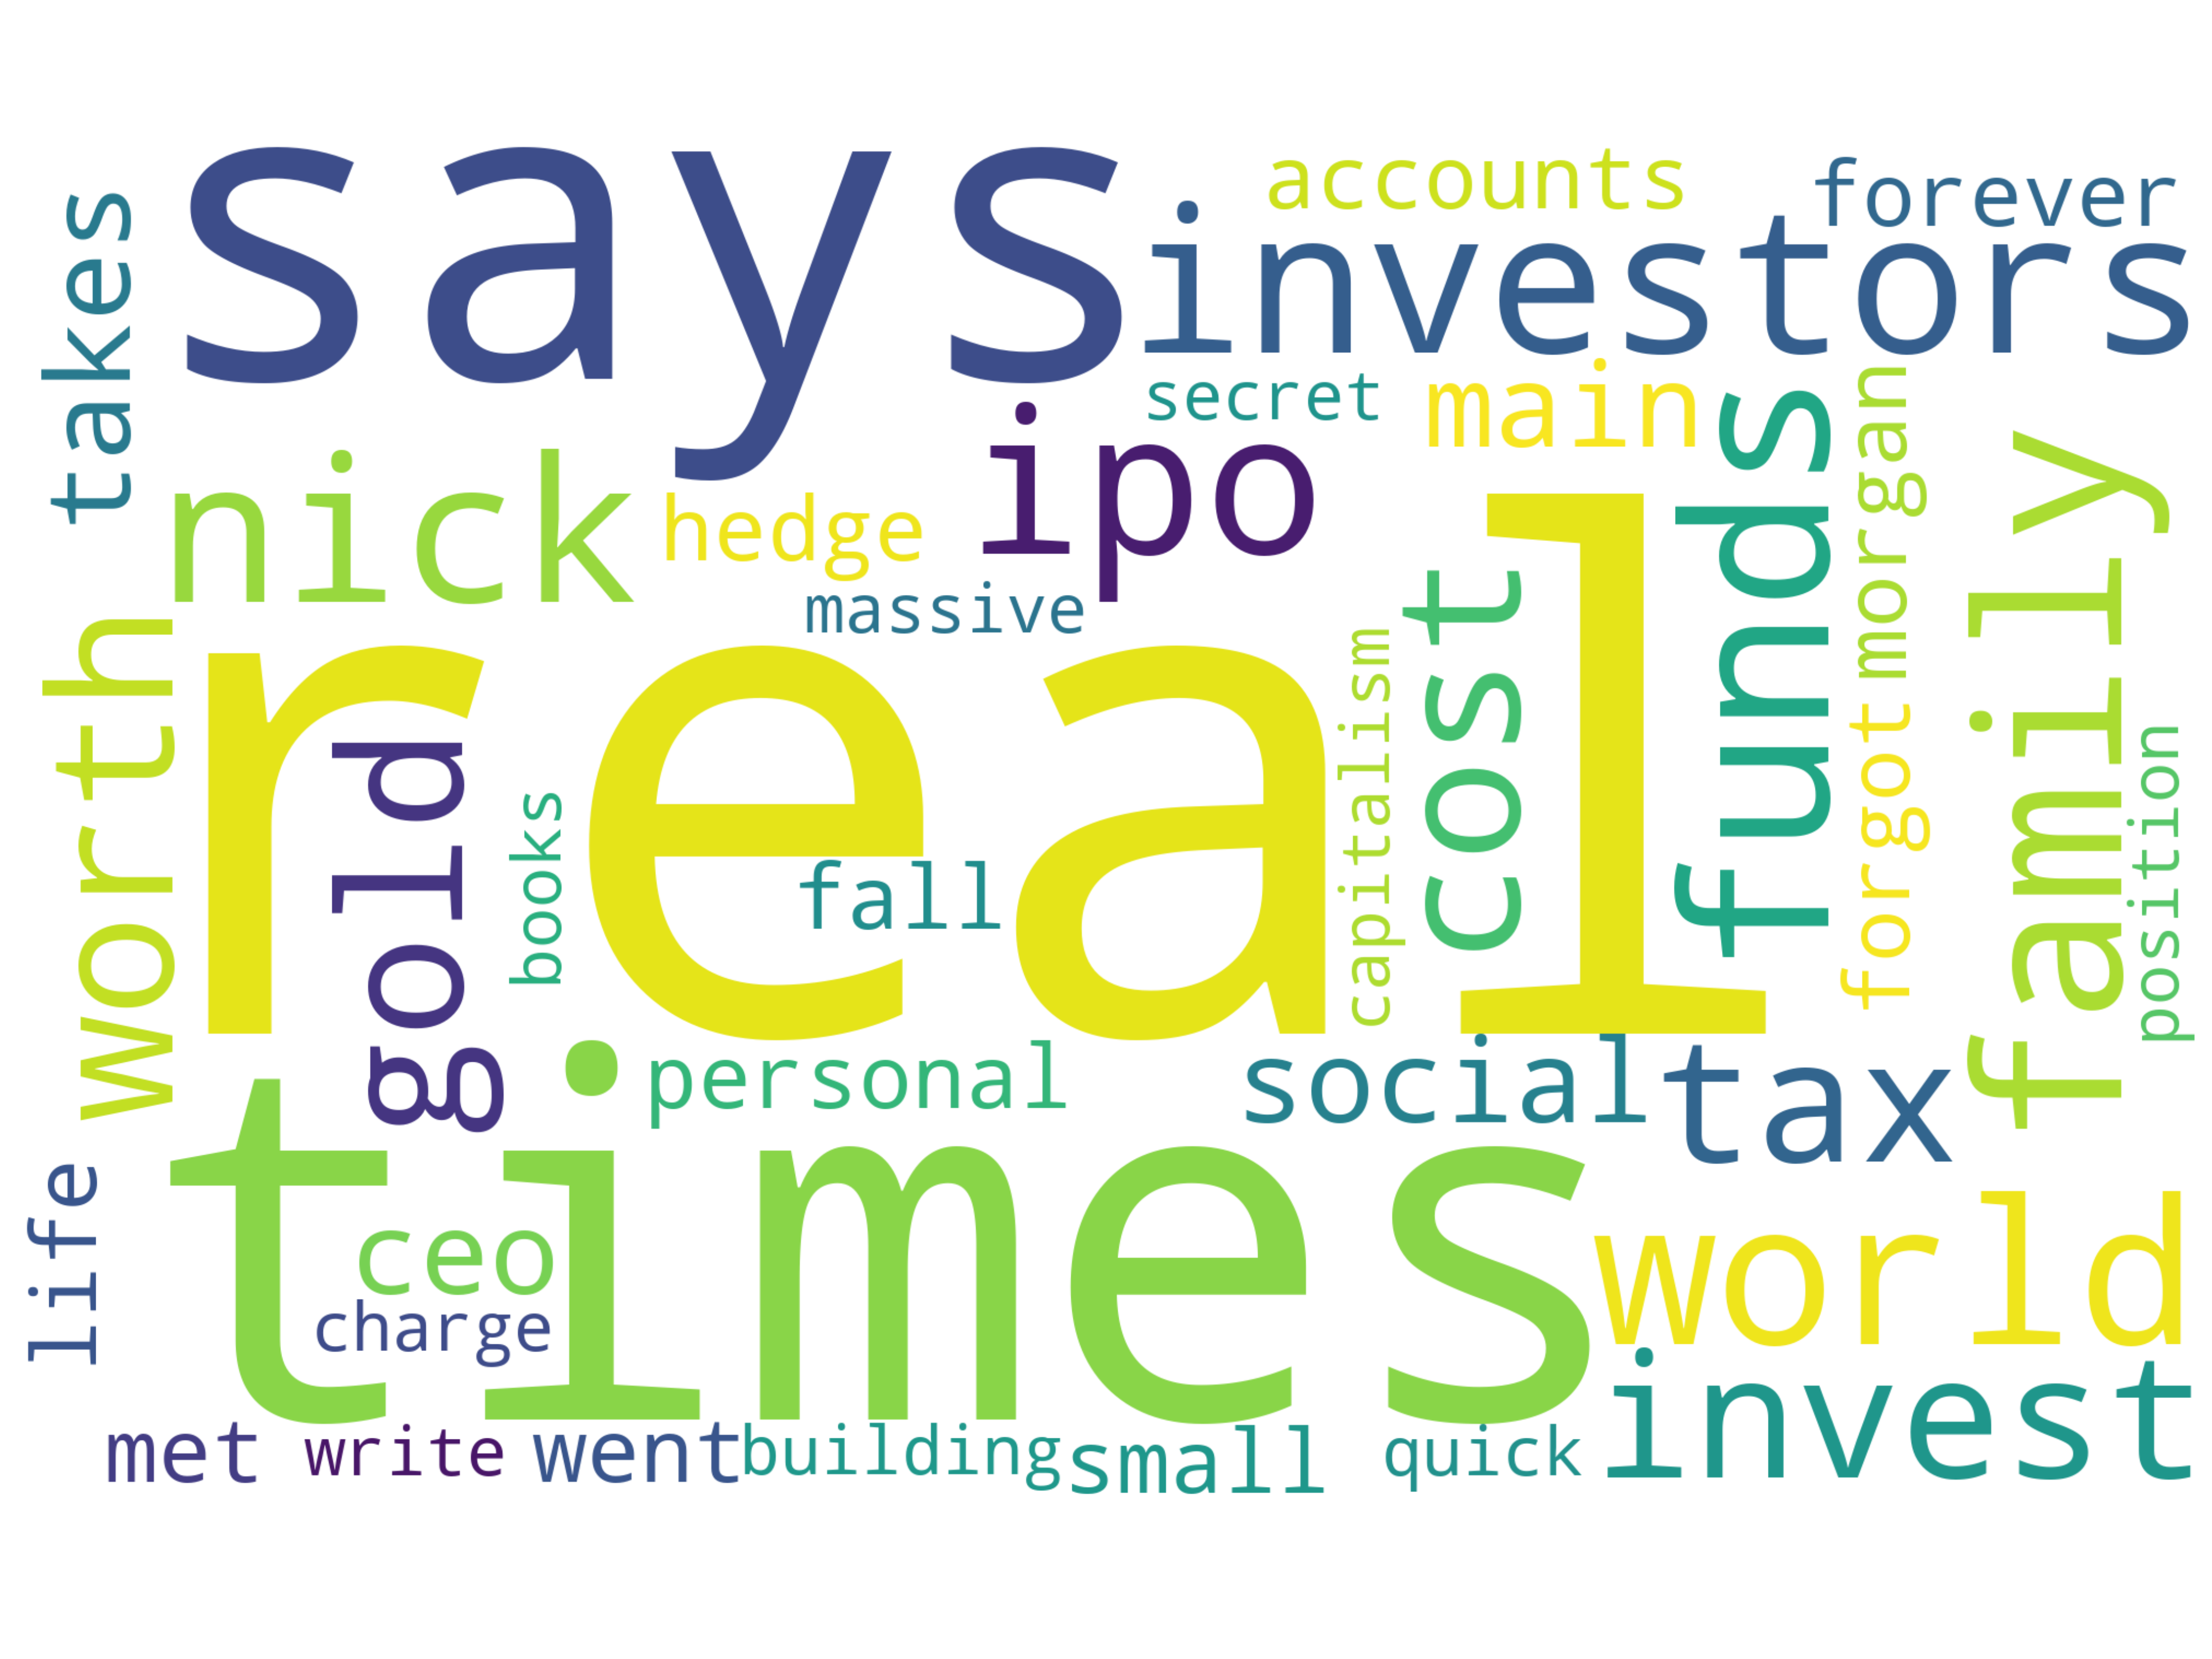 says
accounts
forever
investors
takes
secret
main
ipo
nick
hedge
massive
funds
morgan
family
worth
real
cost
capitalism
gold
books
fall
forgot
position
personal
social
tax
times
life
ceo
charge
world
invest
met
write
went
building
small
quick